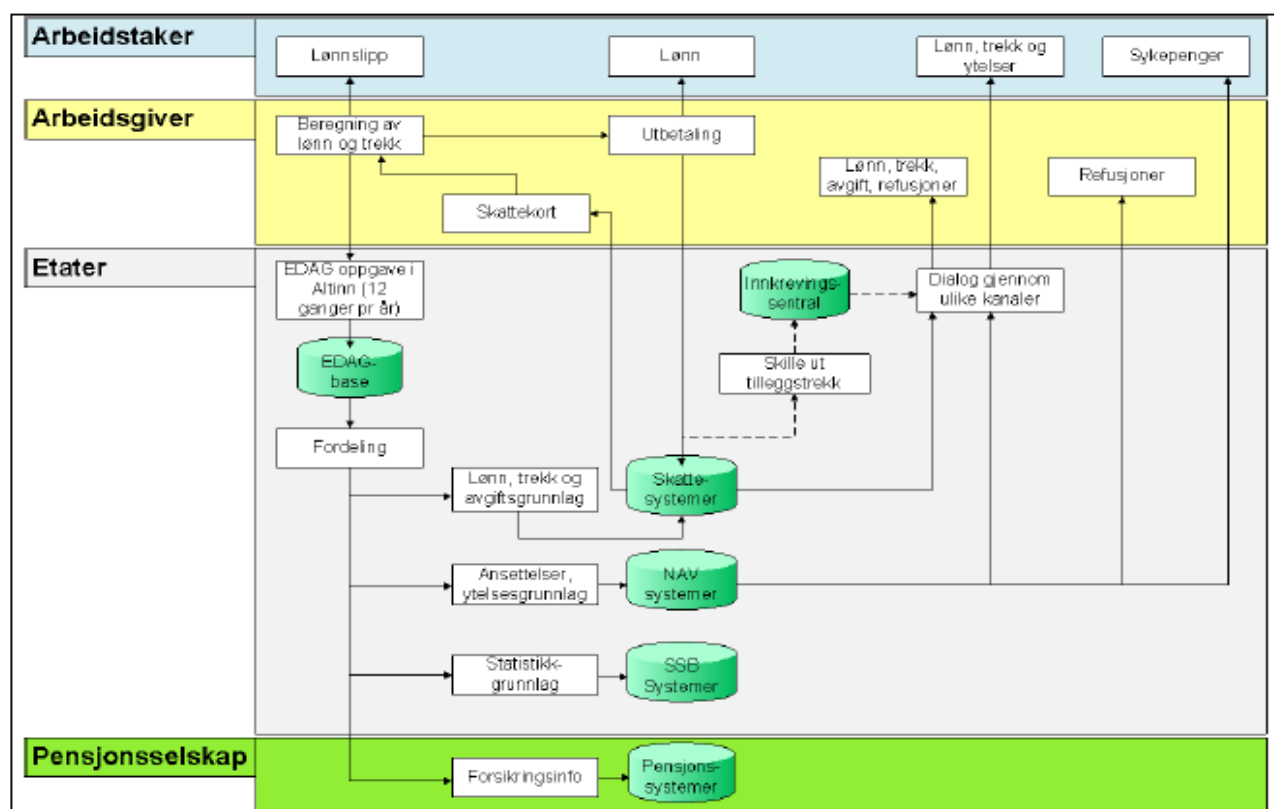 Arbeidstaker
Lønnslipp
Lønn
Lønn, trekk og
ytelser
Sykepenger
Arbeidsgiver
Beregning av
lønn og trekk
Utbetaling
Lønn, trekk,
avgift, refusjoner
Refusjoner
Skattekort
Etater
EDAG oppgave i
Altinn (12
ganger pr år)
Innkrevings-
sentral
Dialog gjennom
ulike kanaler
EDAG-
base
Skille ut
tilleggstrekk
Fordeling
Lønn, trekk og
avgiftsgrunnlag
Skatte-
systemer
Ansettelser,
ytelsesgrunnlag
NAV
systemer
Statistikk-
grunnlag
SSB
Systemer
Pensjonsselskap
Forsikringsinfo
Pensjons-
systemer